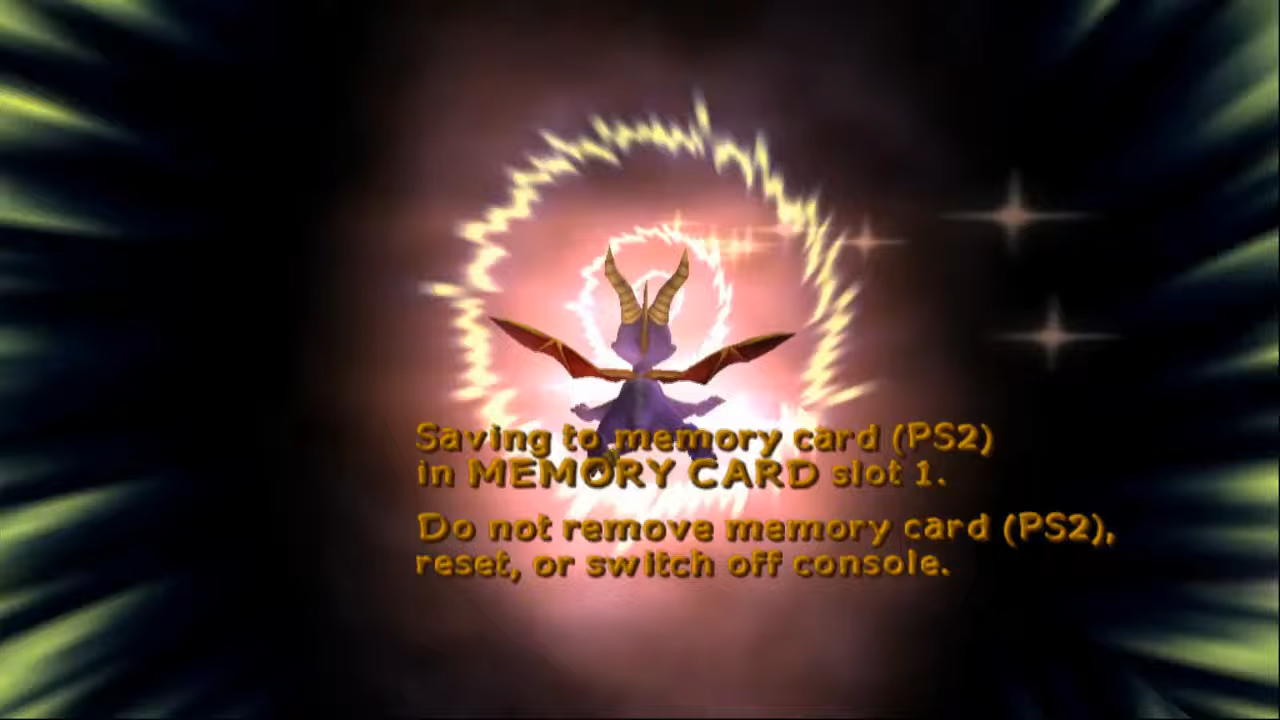 Saving to memory card (PS2)
in MEMORY CARD slot 1.
Do not remove memory card (PS2),
reset, or switch off console.